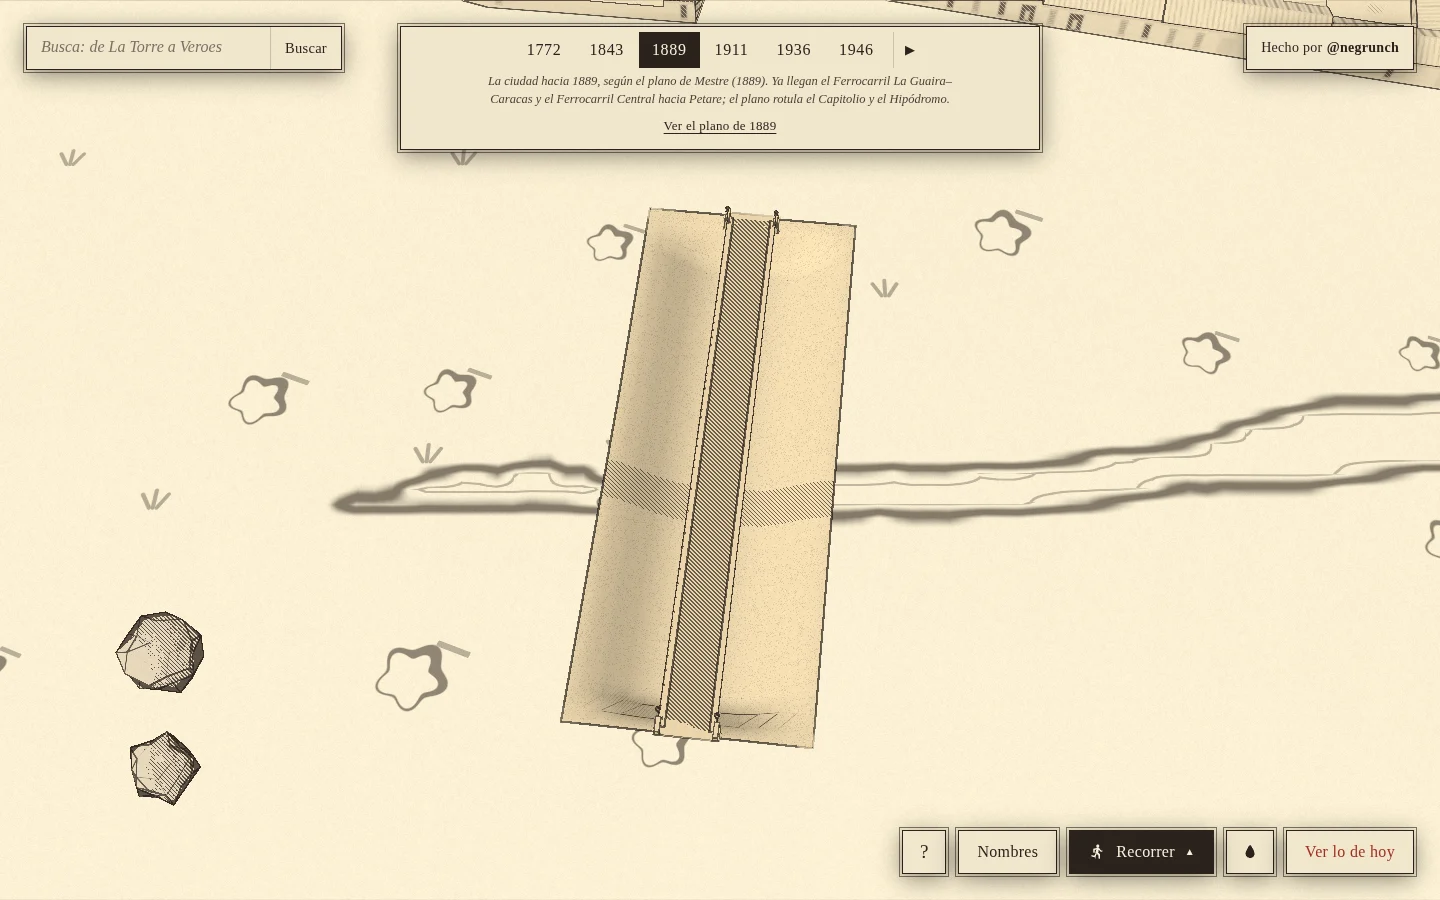 Busca: de La Torre a Veroes
Buscar
1772 1843 1889 1911 1936 1946
La ciudad hacia 1889, según el plano de Mestre (1889). Ya llegan el Ferrocarril La Guaira–
Caracas y el Ferrocarril Central hacia Petare; el plano rotula el Capitolio y el Hipódromo.
Ver el plano de 1889
Hecho por @negrunch
?
Nombres
Recorrer
Ver lo de hoy